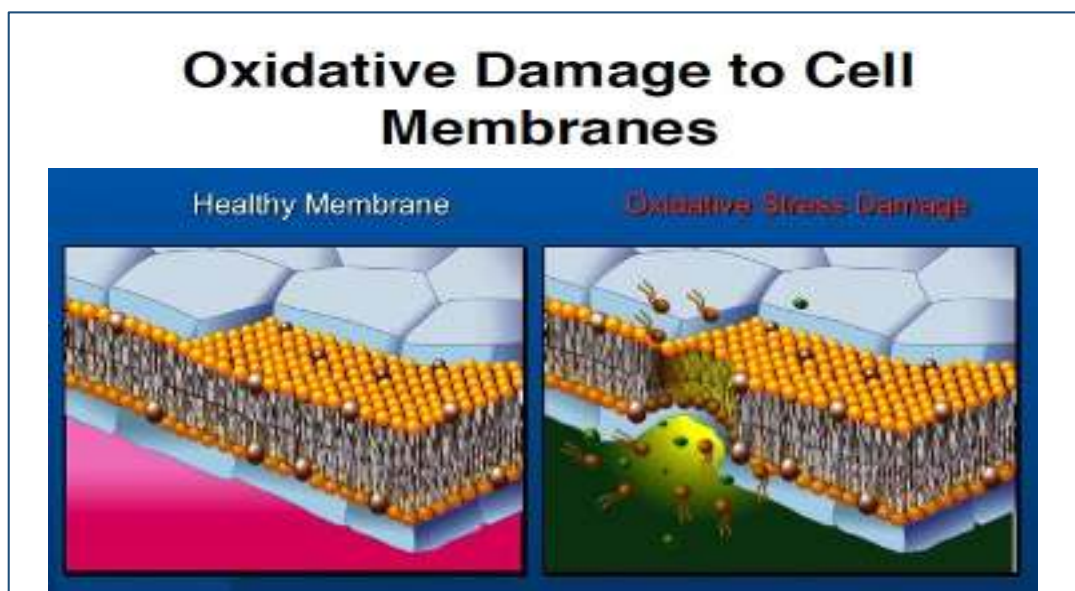 Oxidative Damage to Cell
Membranes
Healthy Membrane
Oxidative Stress Damage